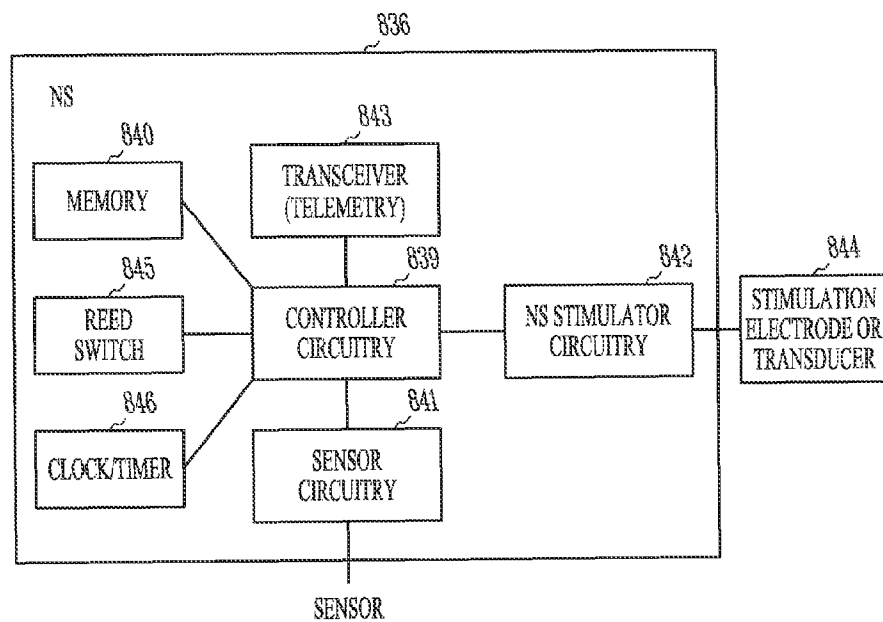 836
NS
840
MEMORY
843
TRANSCEIVER
(TELEMETRY)
845
REED
SWITCH
839
CONTROLLER
CIRCUITRY
842
NS STIMULATOR
CIRCUITRY
844
STIMULATION
ELECTRODE OR
TRANSDUCER
846
CLOCK/TIMER
841
SENSOR
CIRCUITRY
SENSOR